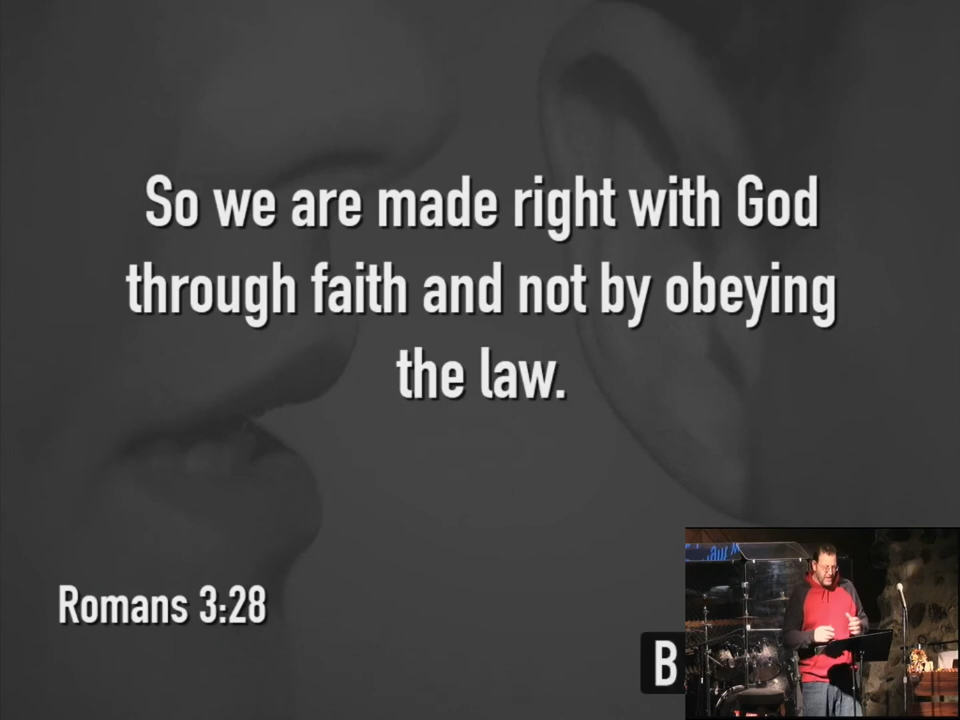 So we are made right with God
through faith and not by obeying
the law.
Romans 3:28
B